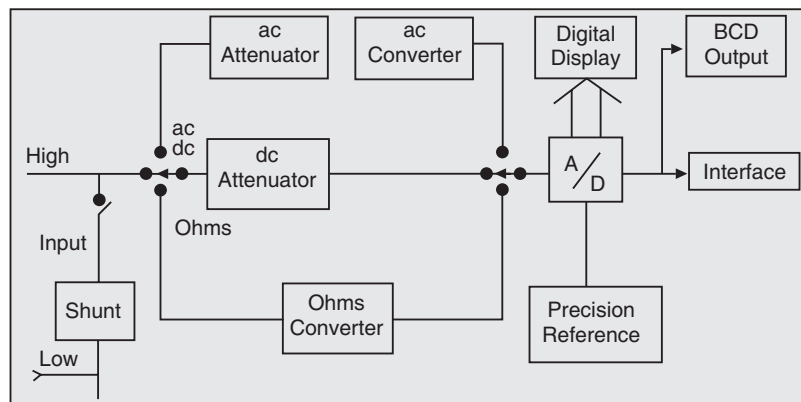 ac
Attenuator
ac
Converter
Digital
Display
BCD
Output
High
ac
dc
dc
Attenuator
A/D
Interface
Input
Ohms
Shunt
Ohms
Converter
Precision
Reference
Low